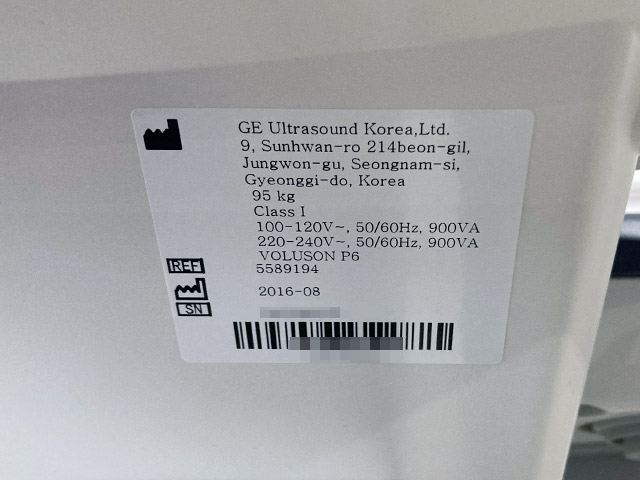 GE Ultrasound Korea,Ltd.
9, Sunhwan-ro 214beon-gil,
Jungwon-gu, Seongnam-si,
Gyeonggi-do, Korea
95 kg
Class I
100-120V~, 50/60Hz, 900VA
220-240V~, 50/60Hz, 900VA
VOLUSON P6
REF 5589194
2016-08
SN